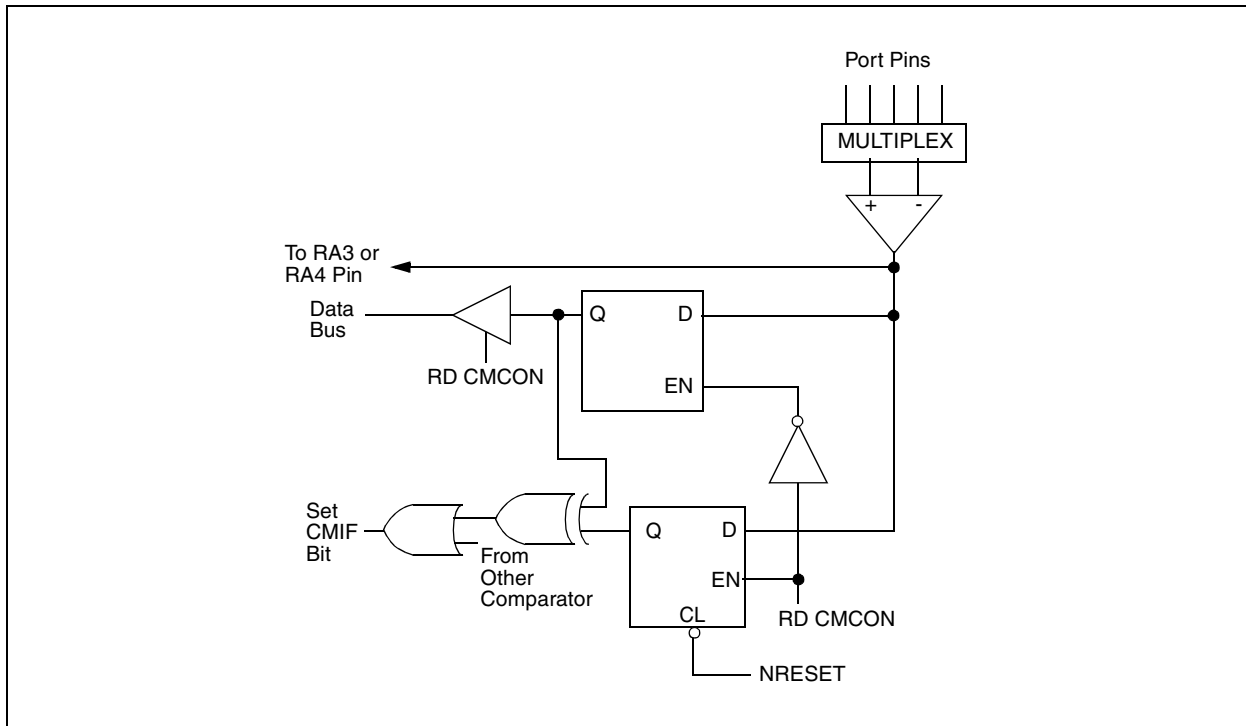 Port Pins
MULTIPLEX
+ -
To RA3 or
RA4 Pin
Data
Bus
Q D
EN
RD CMCON
Set
CMIF
Bit
From
Other
Comparator
Q D
EN
CL
RD CMCON
NRESET